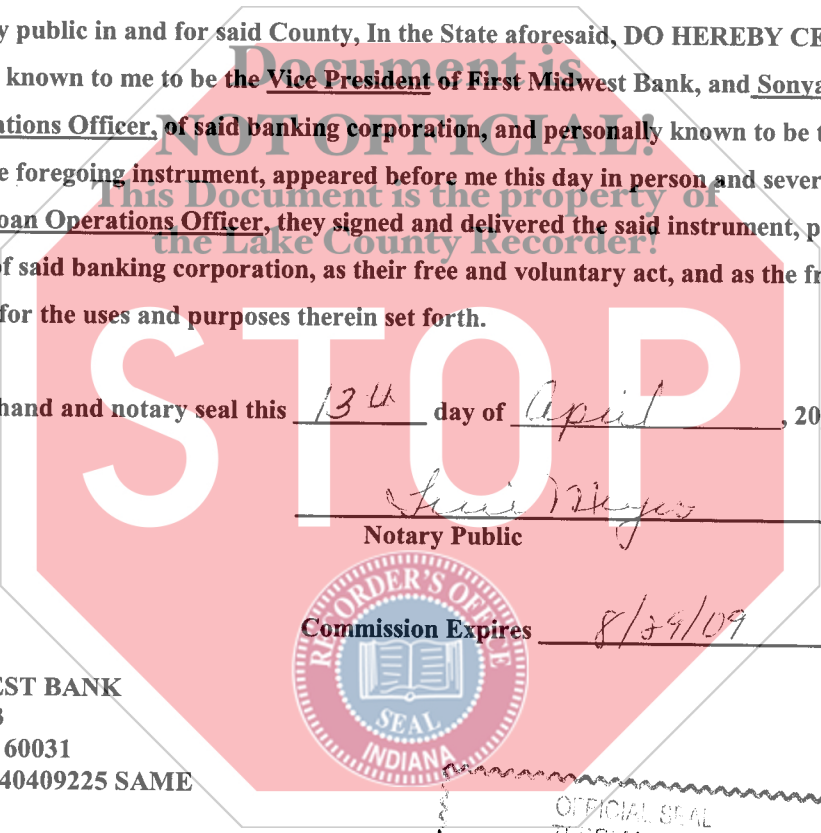 y public in and for said County, In the State aforesaid, DO HEREBY CE
Document is
known to me to be the Vice President of First Midwest Bank, and Sonya
ations Officer, of said banking corporation, and personally known to be t
NOT OFFICIAL!
e foregoing instrument, appeared before me this day in person and sever
This Document is the property of
oan Operations Officer, they signed and delivered the said instrument, p
the Lake County Recorder!
of said banking corporation, as their free and voluntary act, and as the fr
for the uses and purposes therein set forth.
STOP
hand and notary seal this 13th day of April, 20
Notary Public
RECORDER'S OFFICE
Commission Expires 8/29/09
EST BANK
SEAL
60031
INDIANA
40409225 SAME
OFFICIAL SEAL